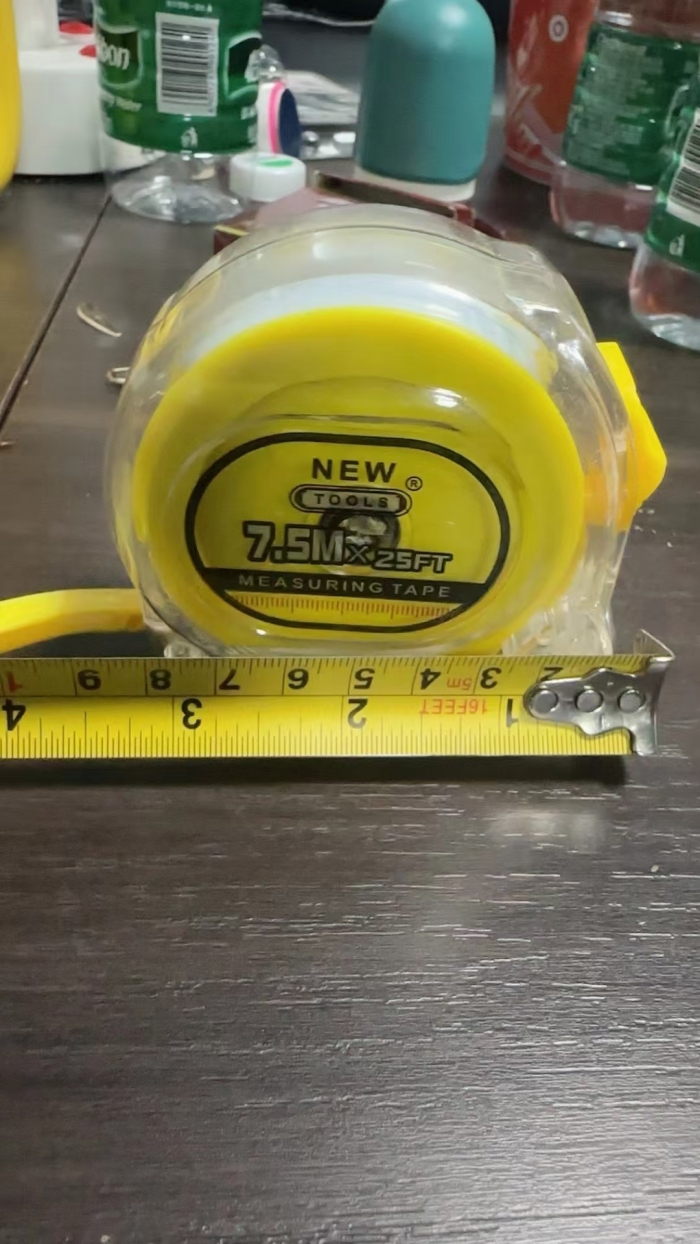 NEW
TOOLS ®
7.5M x 25FT
MEASURING TAPE
1 9 8 7 6 5 4 5m 3 2
4 3 2 16FEET 1